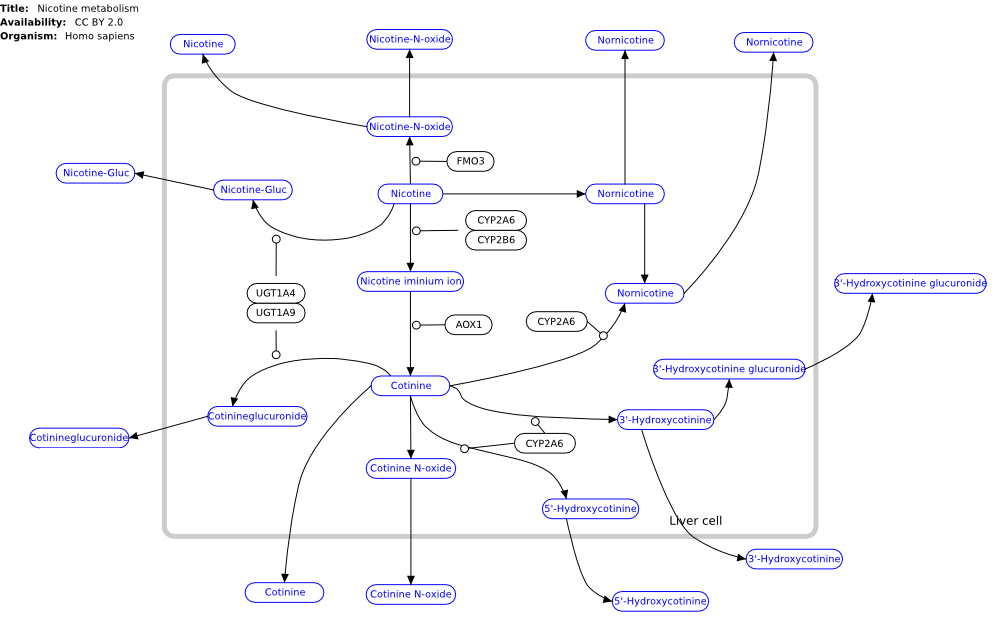 Title: Nicotine metabolism
Availability: CC BY 2.0
Organism: Homo sapiens
Nicotine
Nicotine-N-oxide
Nornicotine
Nornicotine
Nicotine-N-oxide
FMO3
Nicotine-Gluc
Nicotine-Gluc
Nicotine
Nornicotine
CYP2A6
CYP2B6
Nicotine iminium ion
3'-Hydroxycotinine glucuronide
UGT1A4
UGT1A9
Nornicotine
AOX1
CYP2A6
3'-Hydroxycotinine glucuronide
Cotinine
Cotinineglucuronide
3'-Hydroxycotinine
Cotinineglucuronide
CYP2A6
Cotinine N-oxide
5'-Hydroxycotinine
Liver cell
3'-Hydroxycotinine
Cotinine
Cotinine N-oxide
5'-Hydroxycotinine